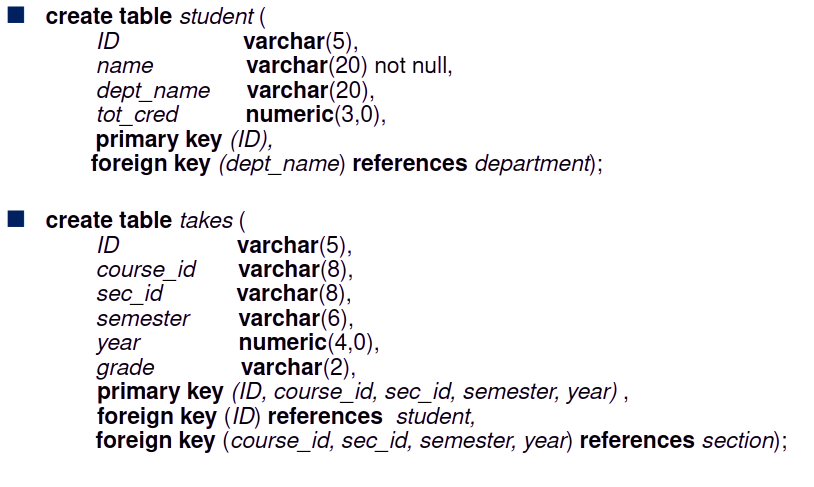 create table student (
ID varchar(5),
name varchar(20) not null,
dept_name varchar(20),
tot_cred numeric(3,0),
primary key (ID),
foreign key (dept_name) references department);
create table takes (
ID varchar(5),
course_id varchar(8),
sec_id varchar(8),
semester varchar(6),
year numeric(4,0),
grade varchar(2),
primary key (ID, course_id, sec_id, semester, year) ,
foreign key (ID) references student,
foreign key (course_id, sec_id, semester, year) references section);